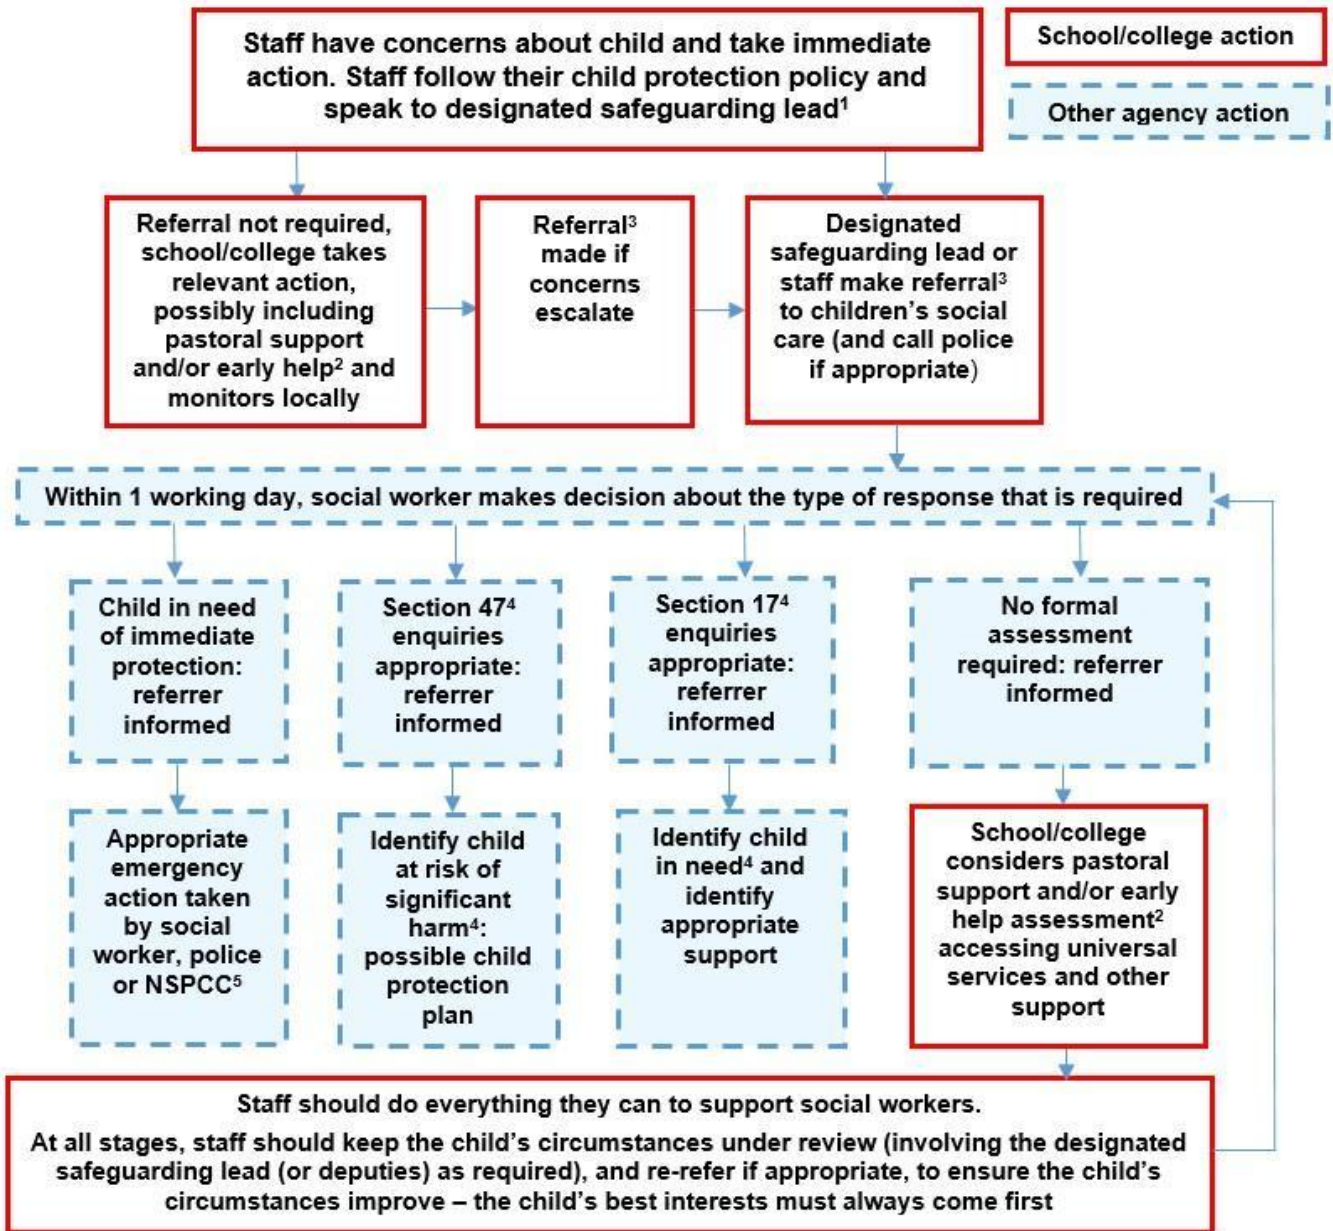 Staff have concerns about child and take immediate
action. Staff follow their child protection policy and
speak to designated safeguarding lead¹
School/college action
Other agency action
Referral not required,
school/college takes
relevant action,
possibly including
pastoral support
and/or early help² and
monitors locally
Referral³
made if
concerns
escalate
Designated
safeguarding lead or
staff make referral³
to children’s social
care (and call police
if appropriate)
Within 1 working day, social worker makes decision about the type of response that is required
Child in need
of immediate
protection:
referrer
informed
Section 47⁴
enquiries
appropriate:
referrer
informed
Section 17⁴
enquiries
appropriate:
referrer
informed
No formal
assessment
required: referrer
informed
Appropriate
emergency
action taken
by social
worker, police
or NSPCC⁵
Identify child
at risk of
significant
harm⁴:
possible child
protection
plan
Identify child
in need⁴ and
identify
appropriate
support
School/college
considers pastoral
support and/or early
help assessment²
accessing universal
services and other
support
Staff should do everything they can to support social workers.
At all stages, staff should keep the child’s circumstances under review (involving the designated
safeguarding lead (or deputies) as required), and re-refer if appropriate, to ensure the child’s
circumstances improve – the child’s best interests must always come first